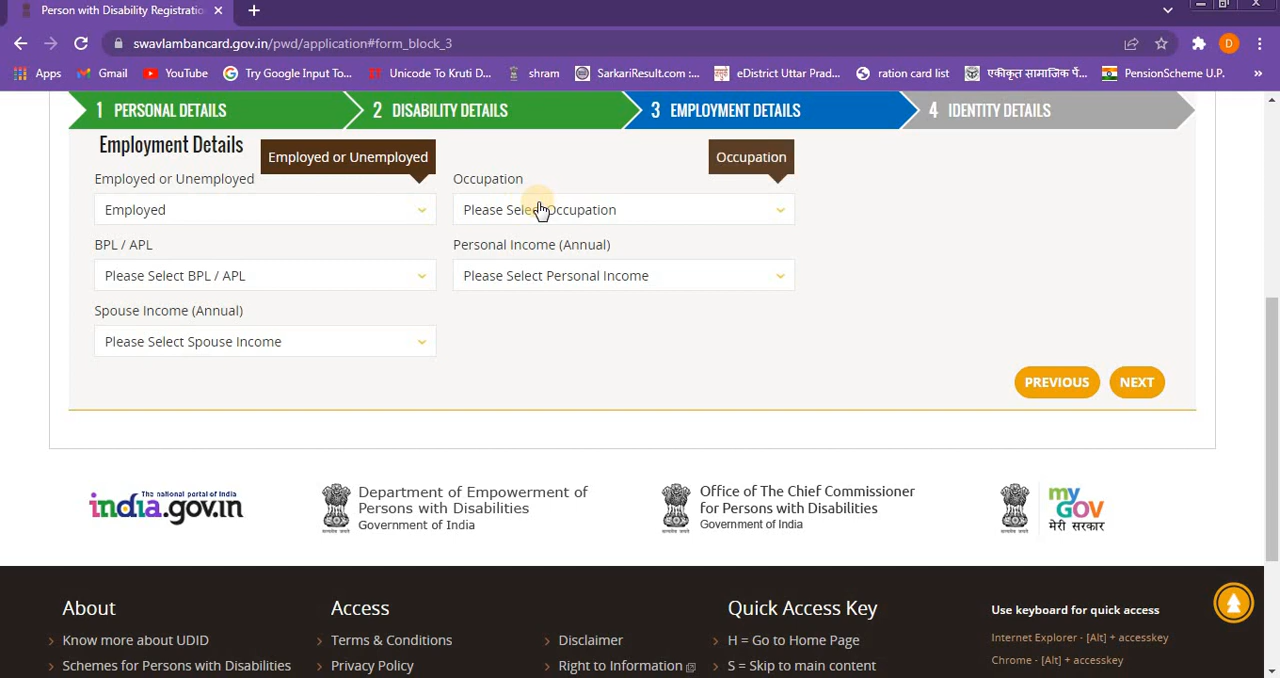 Person with Disability Registratio
swavlambancard.gov.in/pwd/application#form_block_3
D
Apps
Gmail
YouTube
Try Google Input To...
Unicode To Kruti D...
shram
SarkariResult.com :...
eDistrict Uttar Prad...
ration card list
एकीकृत सामाजिक पें...
PensionScheme U.P.
1 PERSONAL DETAILS
2 DISABILITY DETAILS
3 EMPLOYMENT DETAILS
4 IDENTITY DETAILS
Employment Details
Employed or Unemployed
Occupation
Employed or Unemployed
Occupation
Employed
Please Select Occupation
BPL / APL
Personal Income (Annual)
Please Select BPL / APL
Please Select Personal Income
Spouse Income (Annual)
Please Select Spouse Income
PREVIOUS
NEXT
The national portal of India
india.gov.in
Department of Empowerment of
Persons with Disabilities
Government of India
Office of The Chief Commissioner
for Persons with Disabilities
Government of India
my
GOV
मेरी सरकार
About
Know more about UDID
Schemes for Persons with Disabilities
Access
Terms & Conditions
Privacy Policy
Disclaimer
Right to Information
Quick Access Key
H = Go to Home Page
S = Skip to main content
Use keyboard for quick access
Internet Explorer - [Alt] + accesskey
Chrome - [Alt] + accesskey